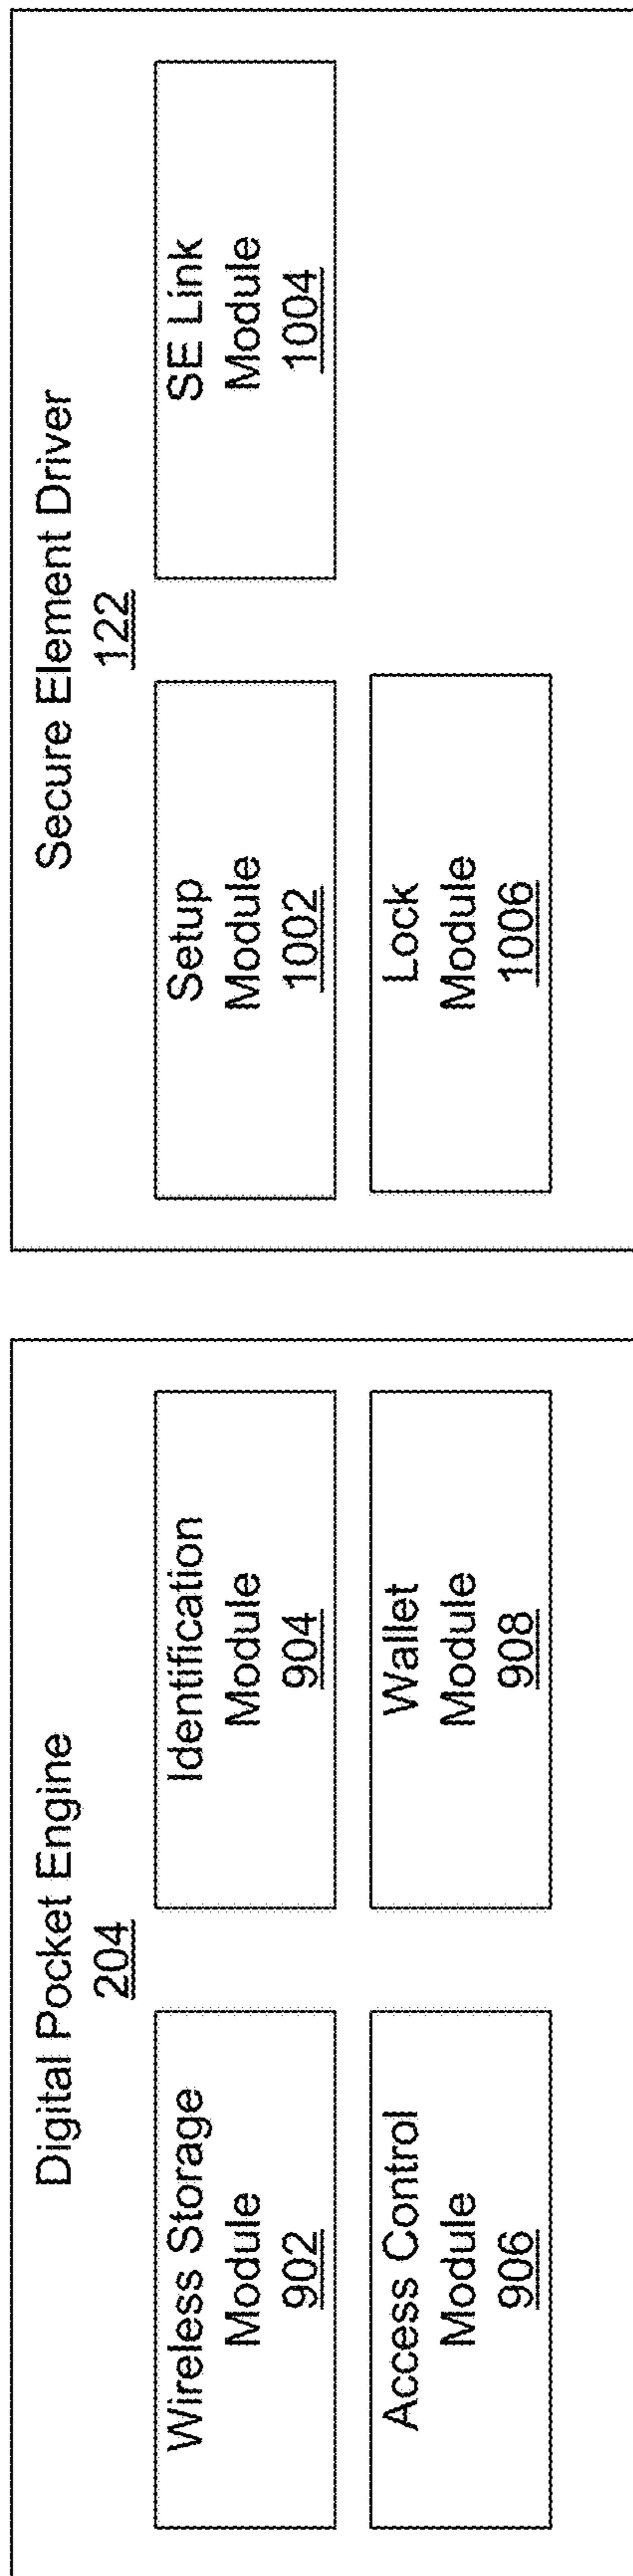 Digital Pocket Engine
204
Wireless Storage
Module
902
Identification
Module
904
Access Control
Module
906
Wallet
Module
908
Secure Element Driver
122
Setup
Module
1002
SE Link
Module
1004
Lock
Module
1006